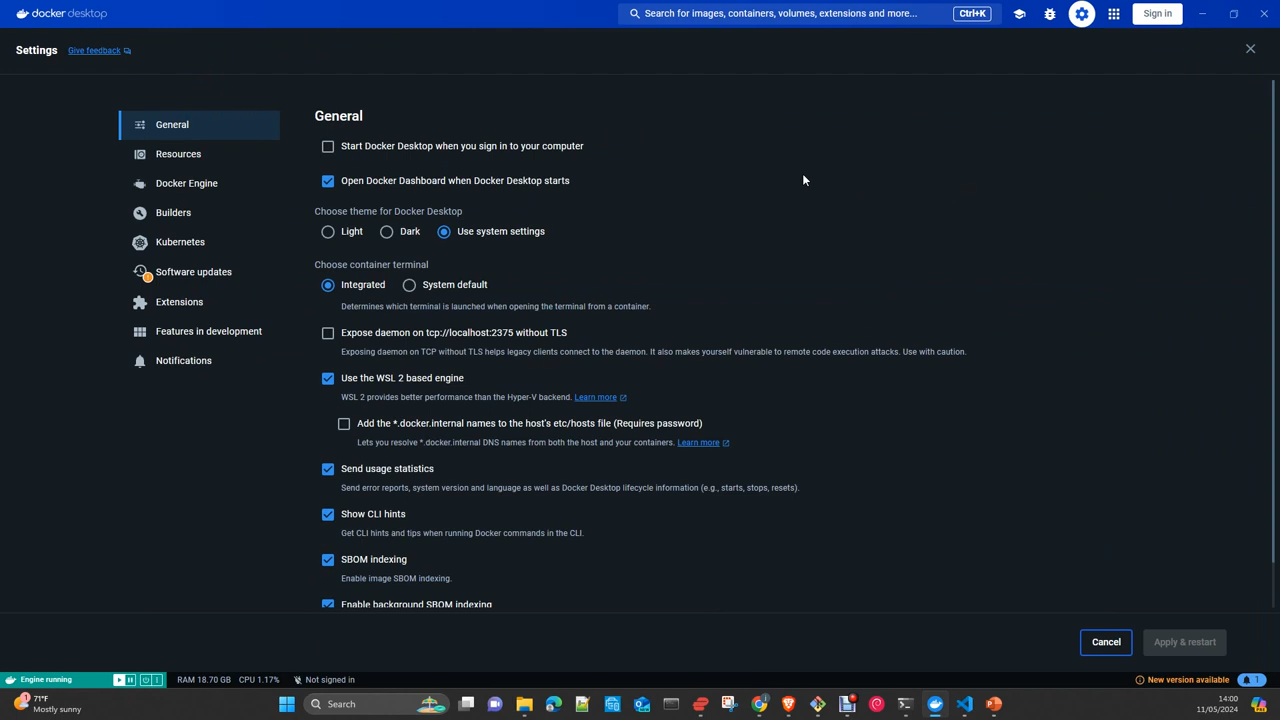 docker desktop
Search for images, containers, volumes, extensions and more... Ctrl+K
Sign in
Settings Give feedback
General
Resources
Docker Engine
Builders
Kubernetes
Software updates
Extensions
Features in development
Notifications
General
Start Docker Desktop when you sign in to your computer
Open Docker Dashboard when Docker Desktop starts
Choose theme for Docker Desktop
Light Dark Use system settings
Choose container terminal
Integrated System default
Determines which terminal is launched when opening the terminal from a container.
Expose daemon on tcp://localhost:2375 without TLS
Exposing daemon on TCP without TLS helps legacy clients connect to the daemon. It also makes yourself vulnerable to remote code execution attacks. Use with caution.
Use the WSL 2 based engine
WSL 2 provides better performance than the Hyper-V backend. Learn more
Add the *.docker.internal names to the host's etc/hosts file (Requires password)
Lets you resolve *.docker.internal DNS names from both the host and your containers. Learn more
Send usage statistics
Send error reports, system version and language as well as Docker Desktop lifecycle information (e.g., starts, stops, resets).
Show CLI hints
Get CLI hints and tips when running Docker commands in the CLI.
SBOM indexing
Enable image SBOM indexing.
Enable background SBOM indexing
Cancel Apply & restart
Engine running RAM 18.70 GB CPU 1.17% Not signed in New version available 1
71°F
Mostly sunny
Search
14:00
11/05/2024